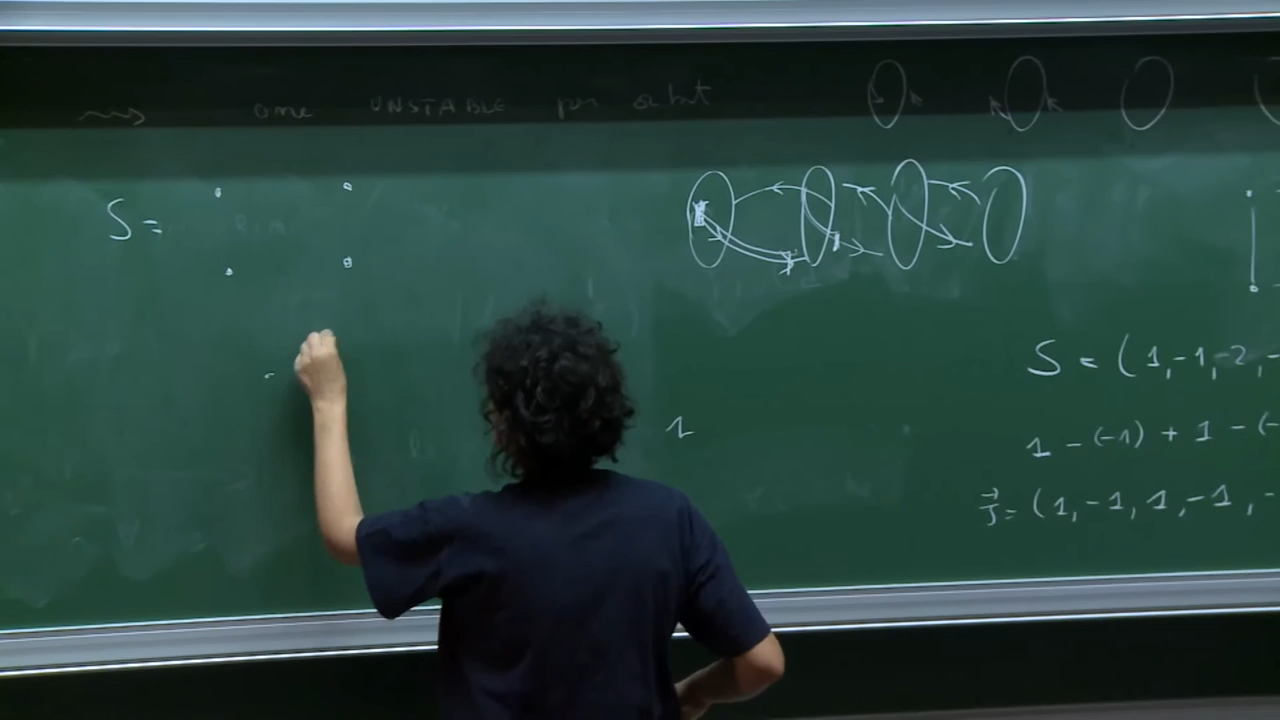 one UNSTABLE per orbit
S =
S = (1,-1,-2,-
1
1 - (-1) + 1 - (-
J = (1,-1,1,-1,-